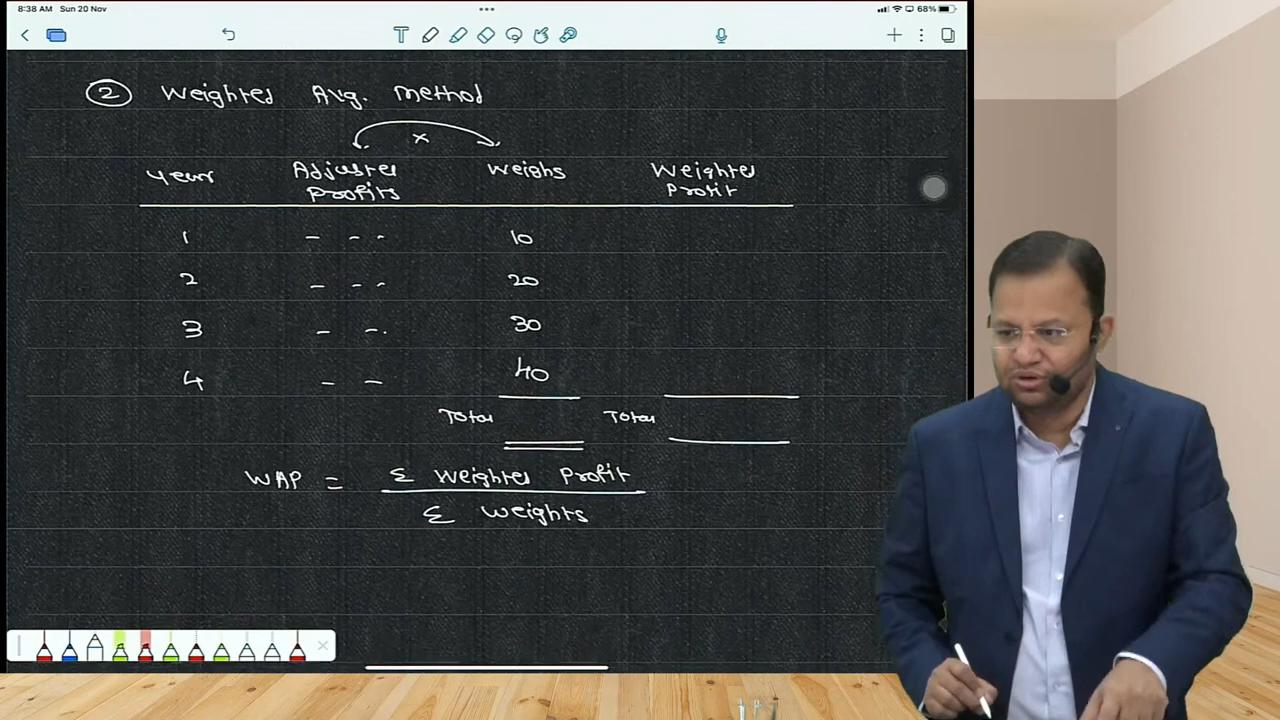 8:38 AM Sun 20 Nov
68%
② Weighted Avg. Method
×
Year Adjusted Profits Weighs Weighted Profit
1 - - - 10
2 - - - 20
3 - - - 30
4 - - 40
Total Total
WAP = Σ Weighted Profit
Σ Weights